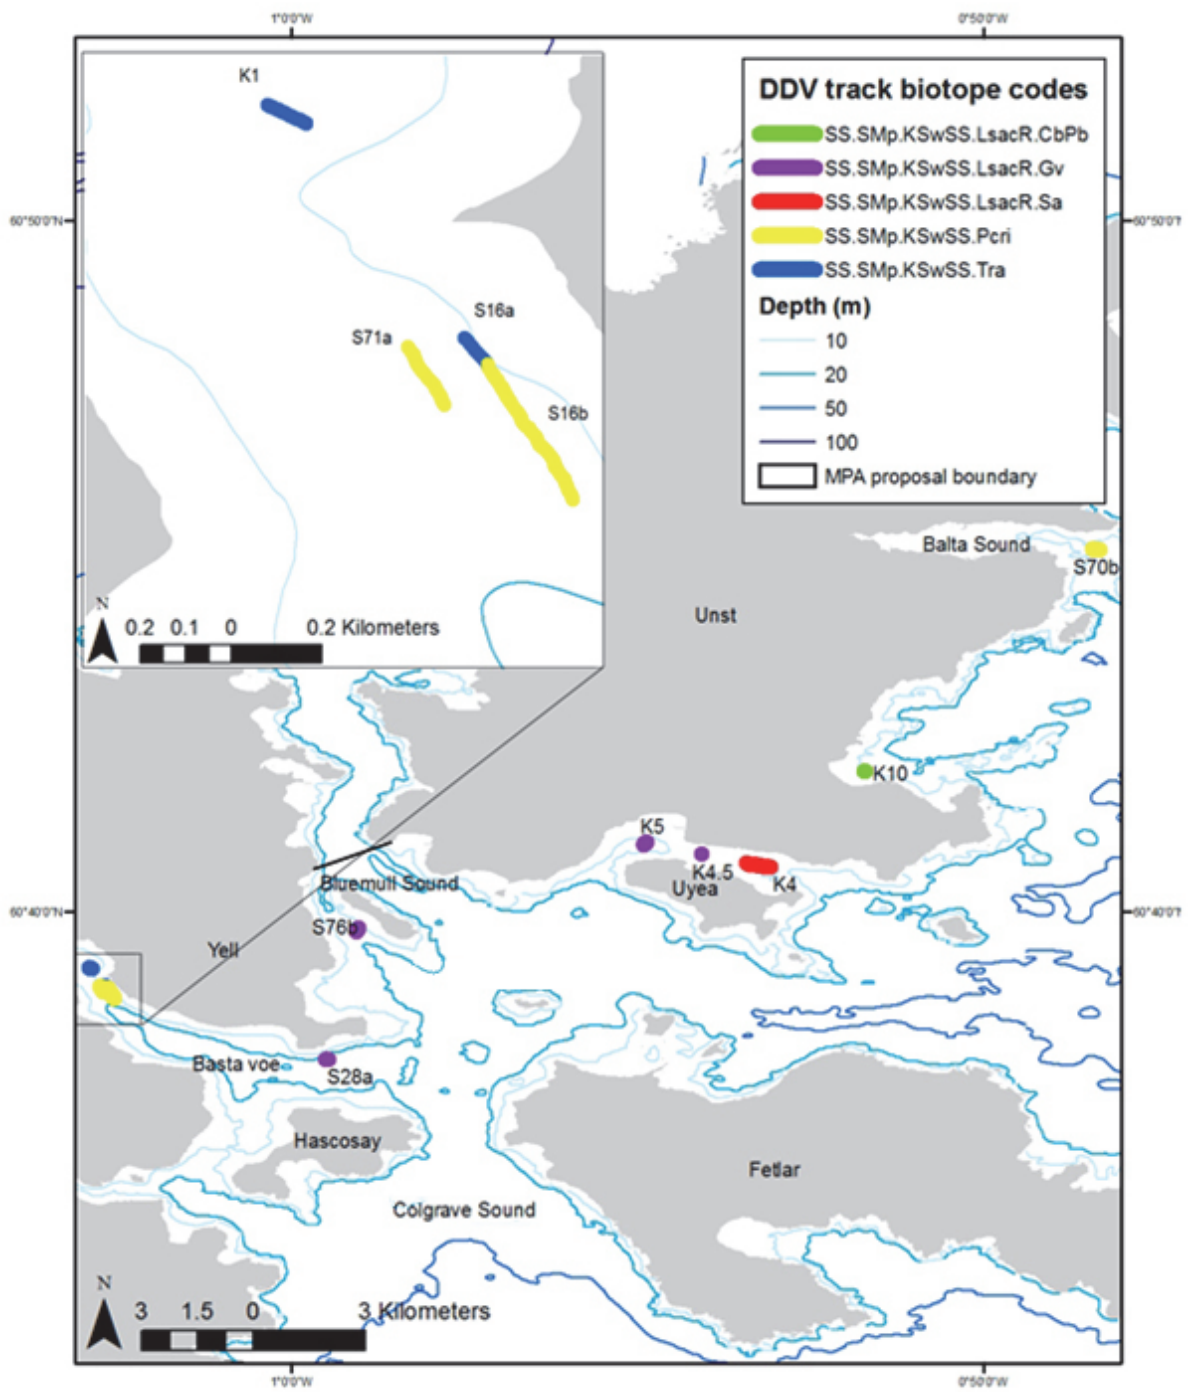 1°0'0"W
0°50'0"W
K1
DDV track biotope codes
SS.SMp.KSwSS.LsacR.CbPb
SS.SMp.KSwSS.LsacR.Gv
SS.SMp.KSwSS.LsacR.Sa
SS.SMp.KSwSS.Pcri
SS.SMp.KSwSS.Tra
60°50'0"N
60°50'0"N
Depth (m)
10
20
50
100
MPA proposal boundary
S16a
S71a
S16b
Balta Sound
S70b
Unst
N
0.2 0.1 0 0.2 Kilometers
K10
K5
K4.5
K4
Uyea
Bluemull Sound
60°40'0"N
60°40'0"N
S76b
Yell
Basta voe
S28a
Hascosay
Fetlar
Colgrave Sound
N
3 1.5 0 3 Kilometers
1°0'0"W
0°50'0"W